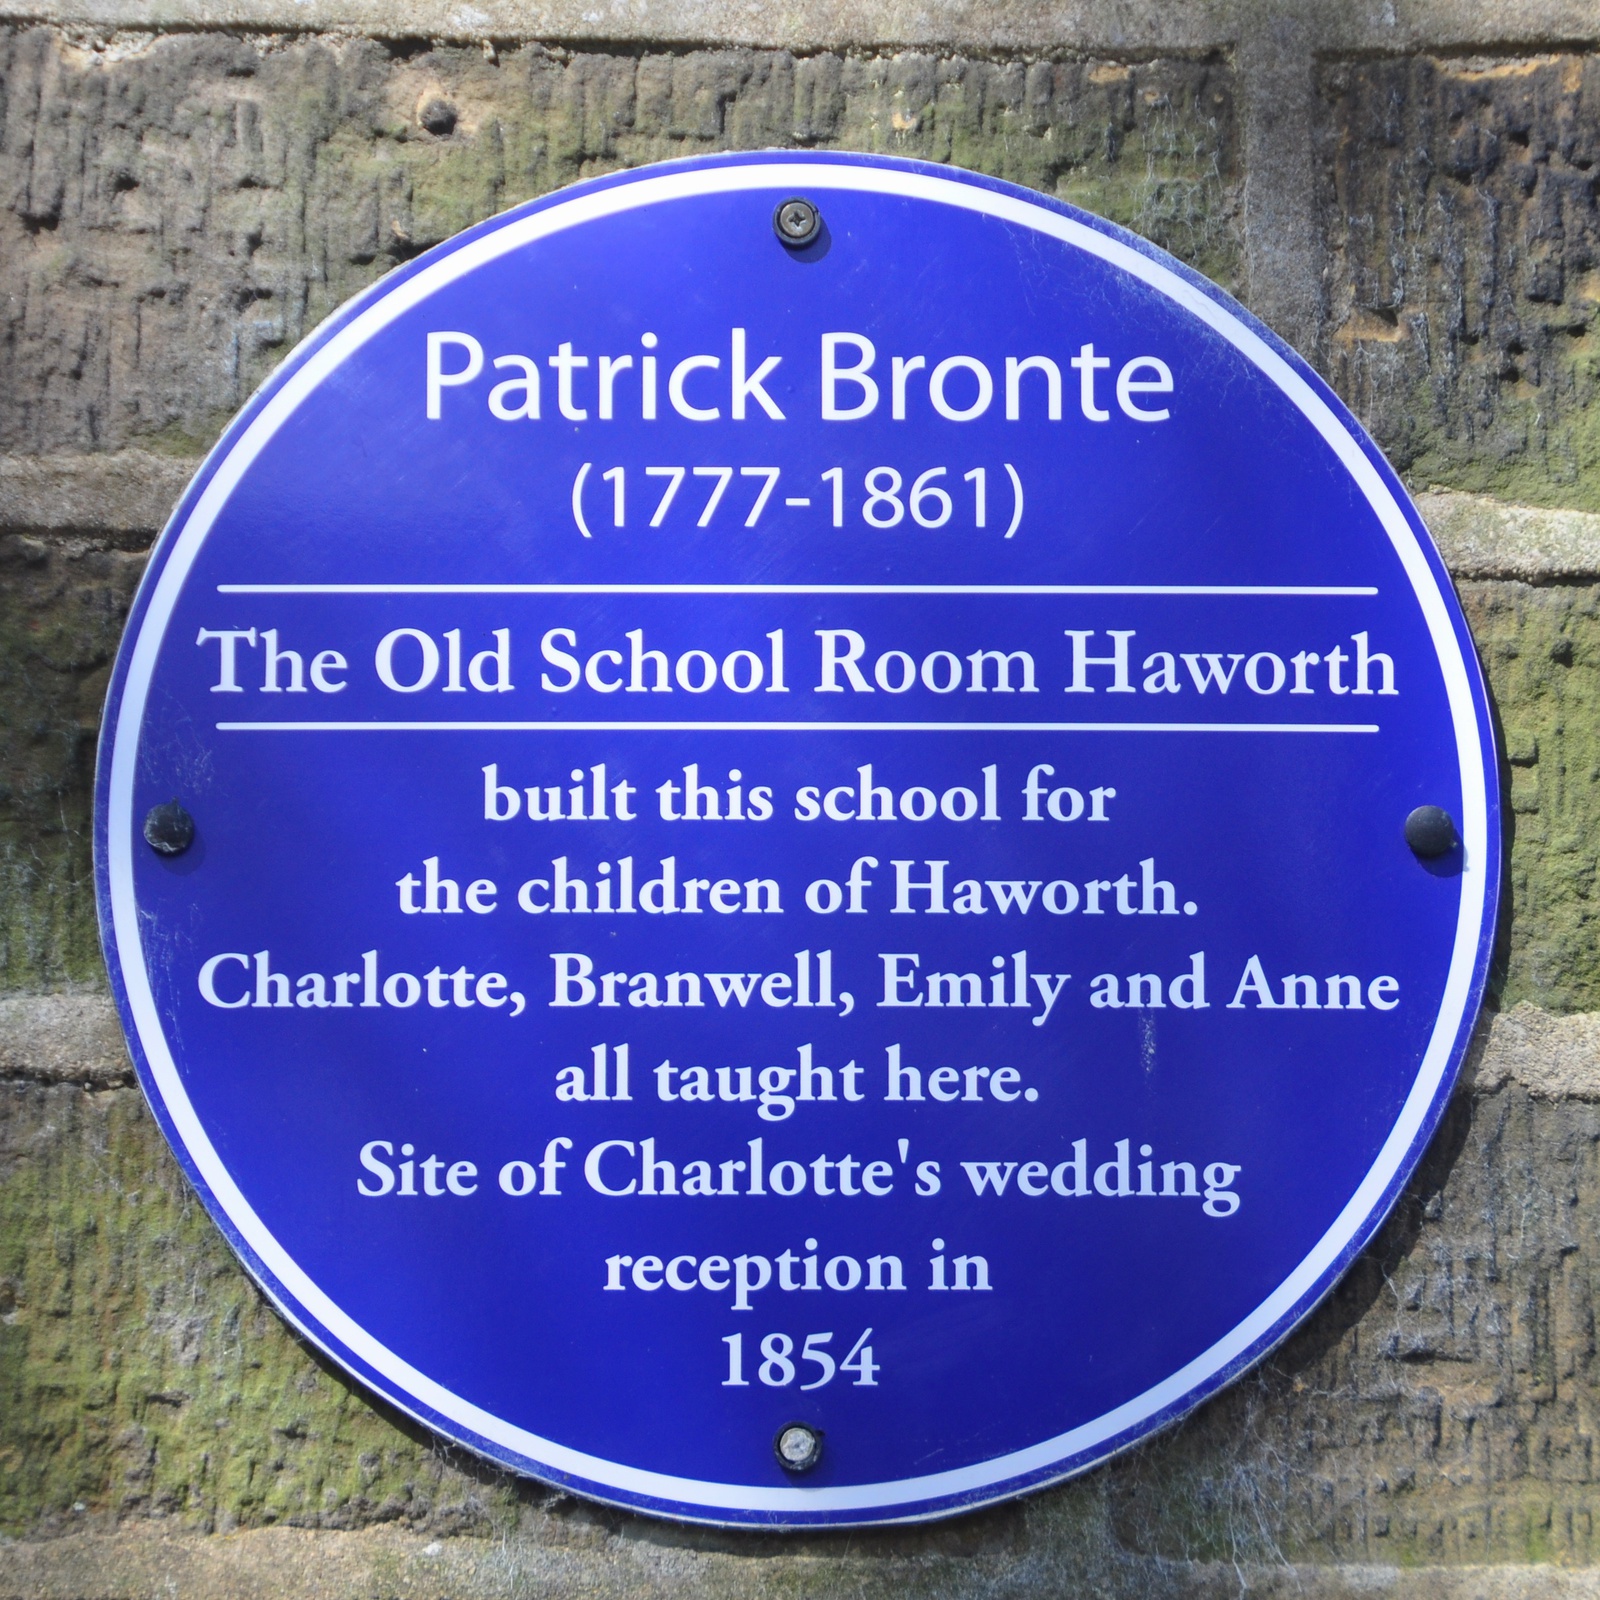 Patrick Bronte
(1777-1861)
The Old School Room Haworth
built this school for
the children of Haworth.
Charlotte, Branwell, Emily and Anne
all taught here.
Site of Charlotte's wedding
reception in
1854